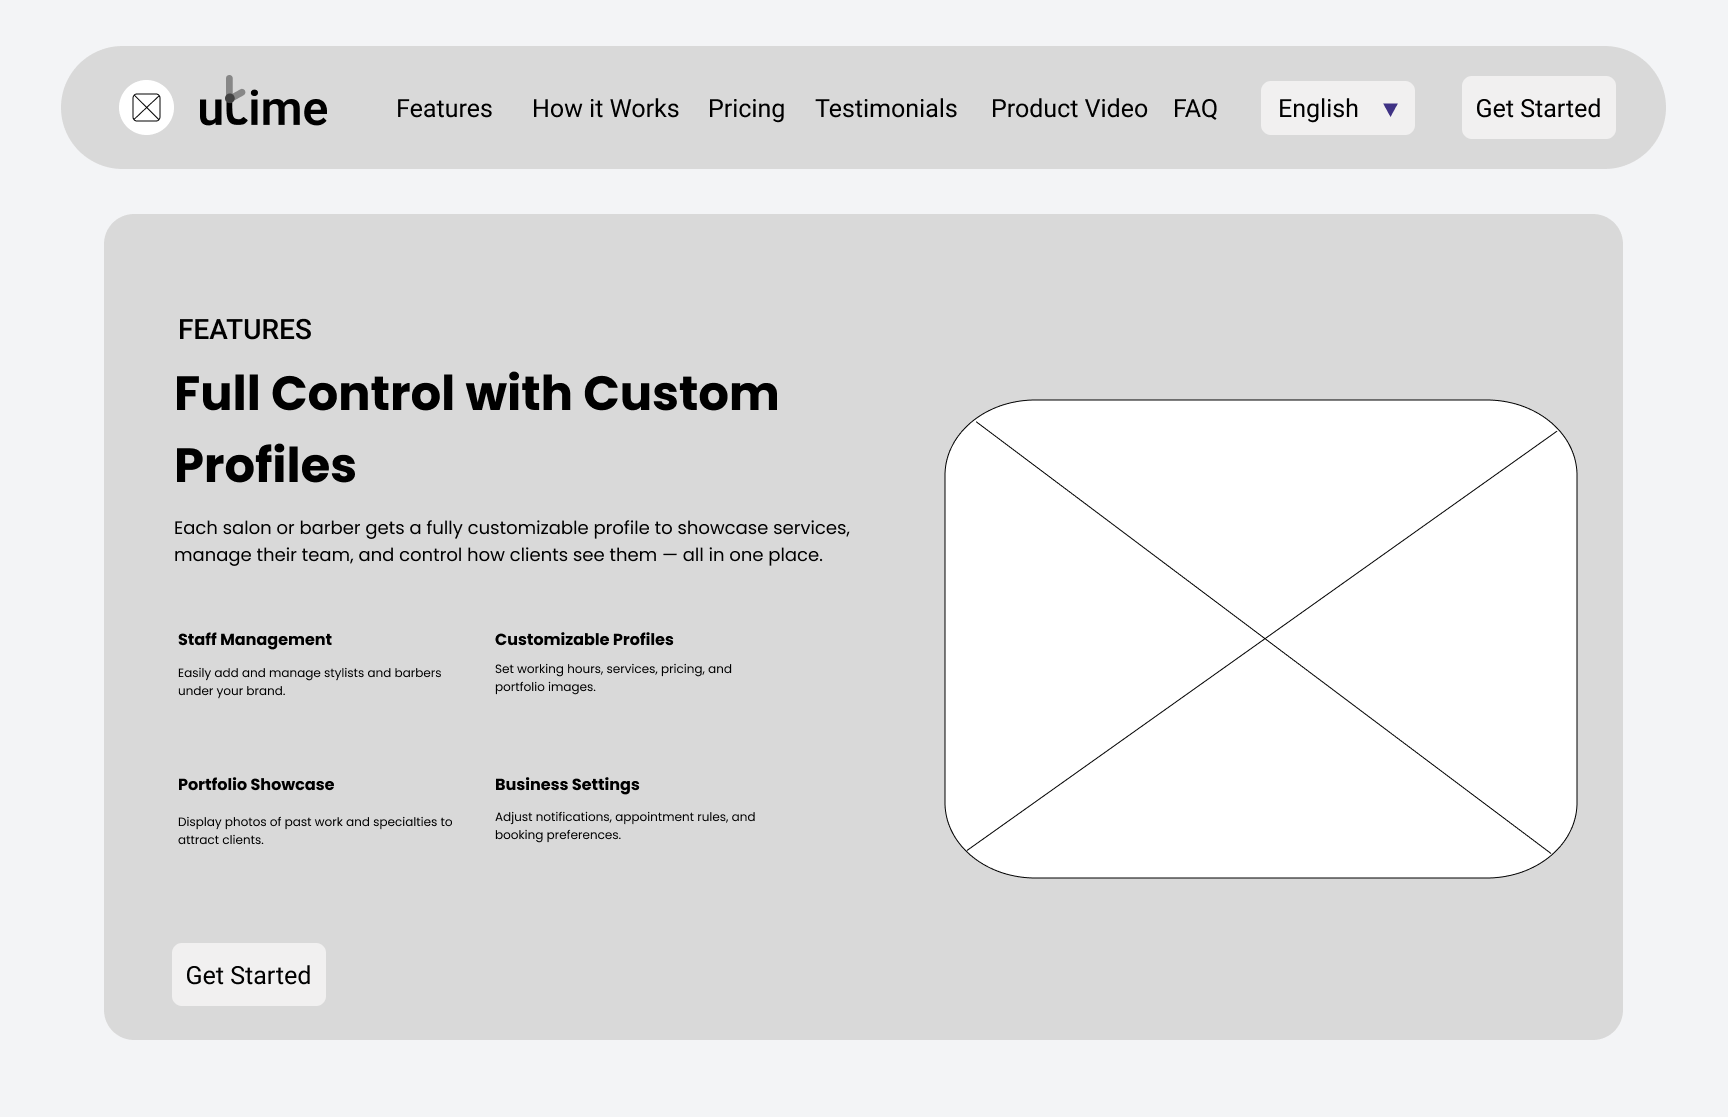 utime
Features How it Works Pricing Testimonials Product Video FAQ English ▼ Get Started
FEATURES
Full Control with Custom
Profiles
Each salon or barber gets a fully customizable profile to showcase services,
manage their team, and control how clients see them — all in one place.
Staff Management
Easily add and manage stylists and barbers
under your brand.
Customizable Profiles
Set working hours, services, pricing, and
portfolio images.
Portfolio Showcase
Display photos of past work and specialties to
attract clients.
Business Settings
Adjust notifications, appointment rules, and
booking preferences.
Get Started